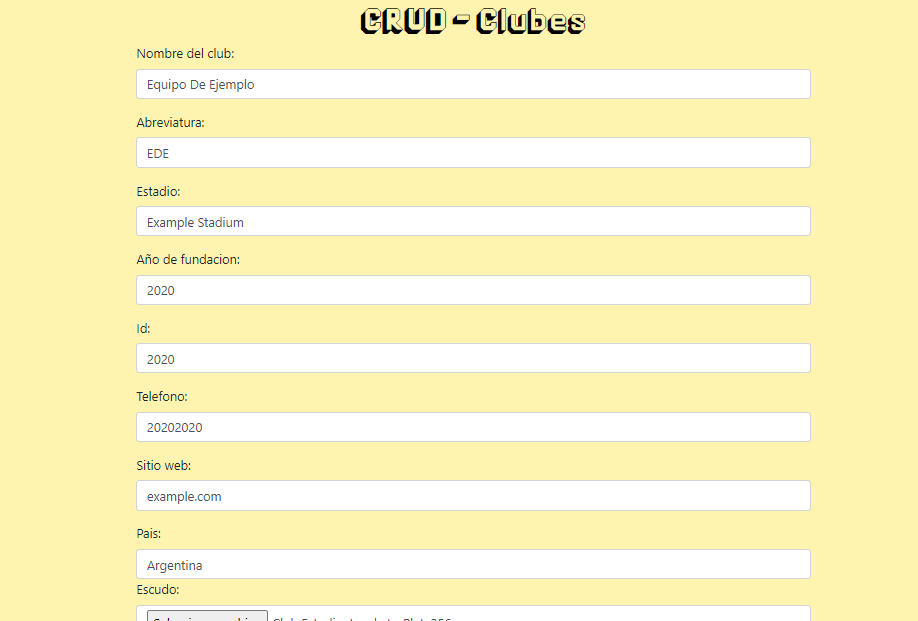 CRUD - Clubes
Nombre del club:
Equipo De Ejemplo
Abreviatura:
EDE
Estadio:
Example Stadium
Año de fundacion:
2020
Id:
2020
Telefono:
20202020
Sitio web:
example.com
Pais:
Argentina
Escudo: